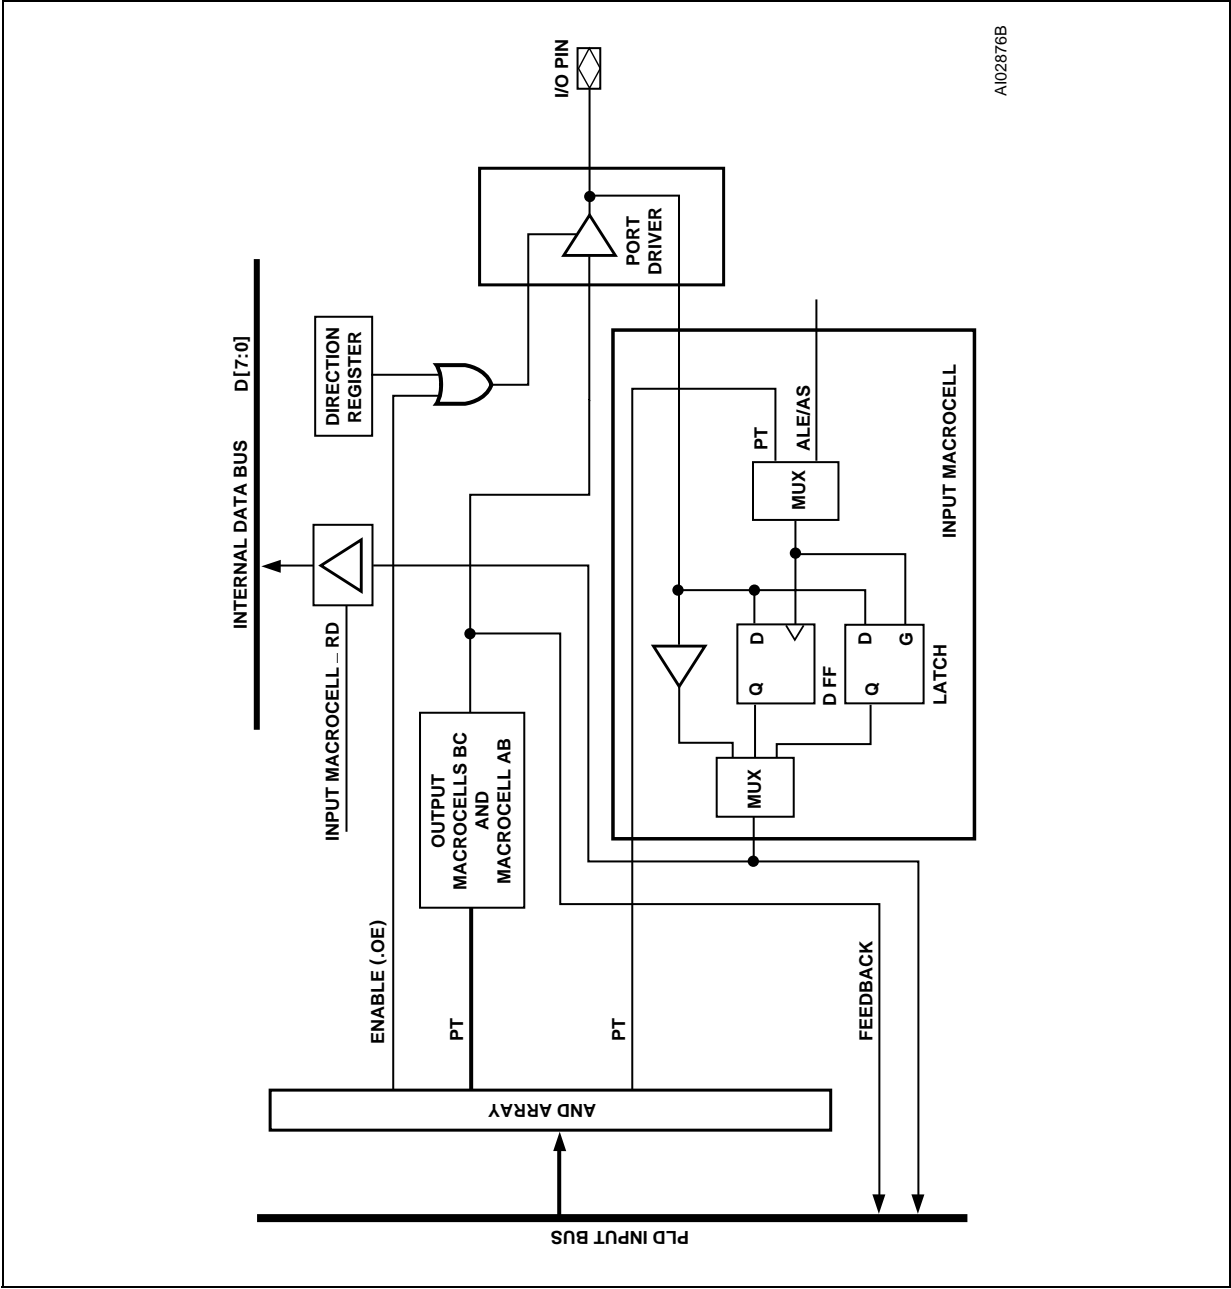 INTERNAL DATA BUS D[7:0]
INPUT MACROCELL _ RD
DIRECTION
REGISTER
ENABLE (.OE)
OUTPUT
MACROCELLS BC
AND
MACROCELL AB
PT
I/O PIN
PORT
DRIVER
PT
AND ARRAY
PLD INPUT BUS
MUX
Q
D
D FF
Q
D
G
LATCH
PT
ALE/AS
MUX
FEEDBACK
INPUT MACROCELL
AI02876B